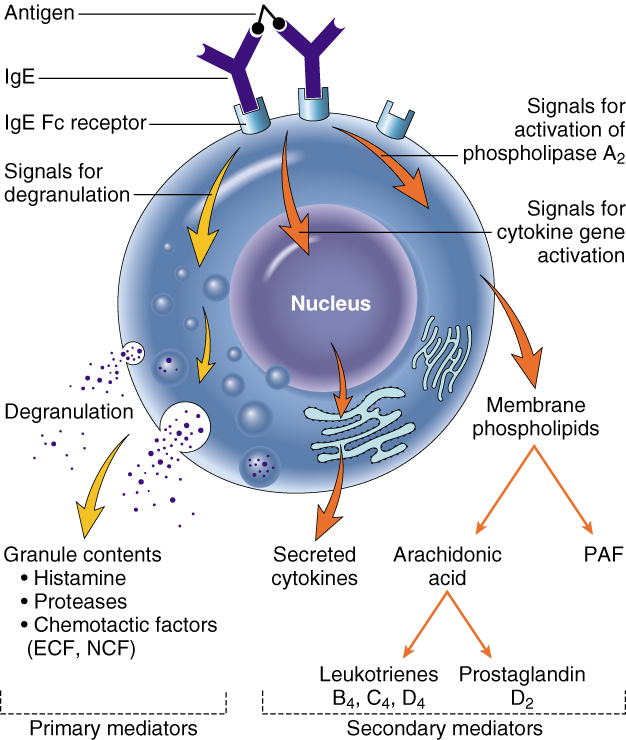 Antigen
IgE
IgE Fc receptor
Signals for
degranulation
Signals for
activation of
phospholipase A2
Signals for
cytokine gene
activation
Nucleus
Degranulation
Membrane
phospholipids
Granule contents
• Histamine
• Proteases
• Chemotactic factors
(ECF, NCF)
Secreted
cytokines
Arachidonic
acid
PAF
Leukotrienes
B4, C4, D4
Prostaglandin
D2
Primary mediators
Secondary mediators